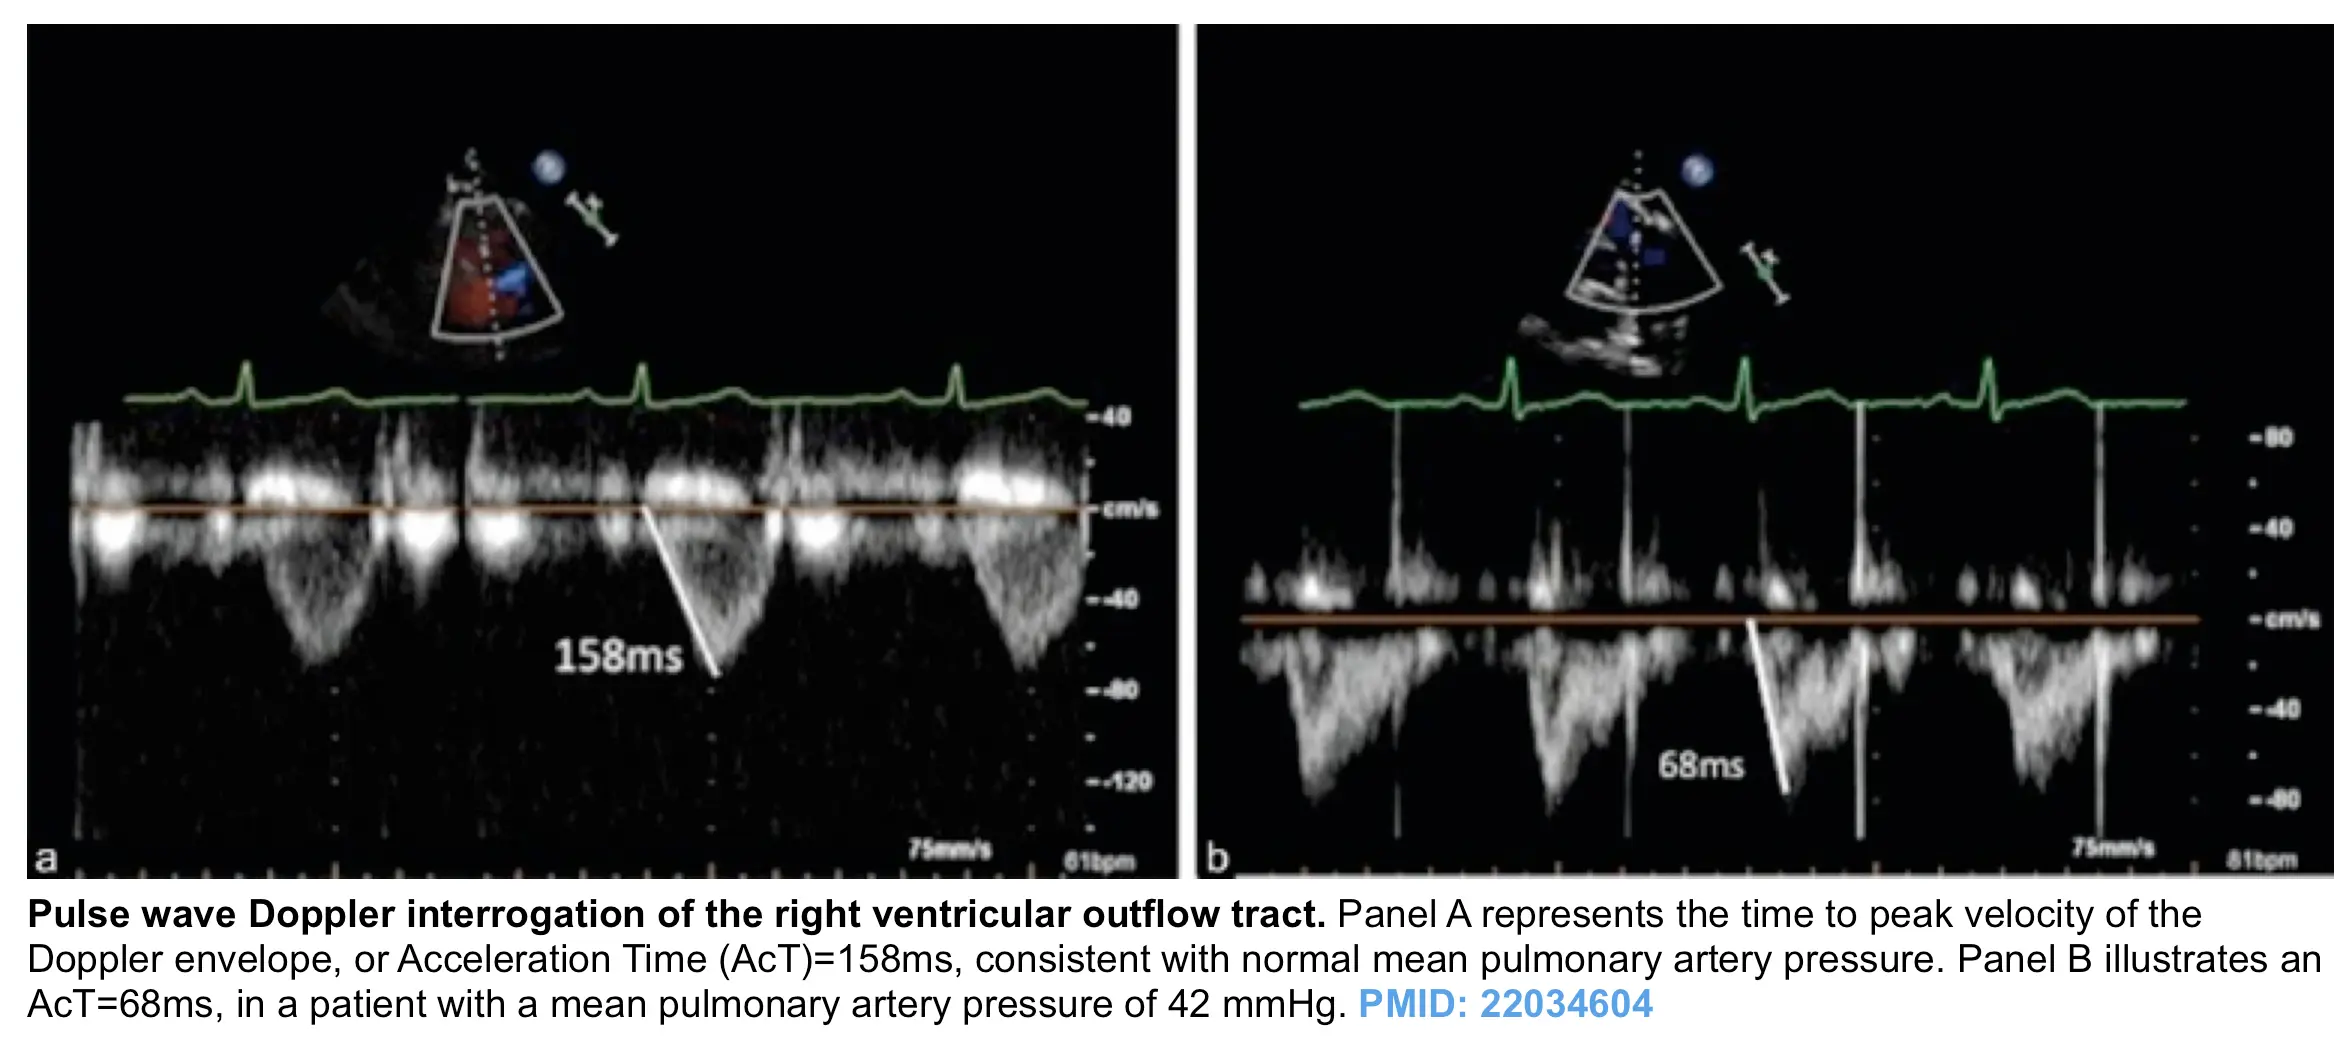 40
cm/s
-40
158ms
-80
-120
75mm/s
61bpm
a
80
40
cm/s
-40
68ms
-80
75mm/s
81bpm
b
Pulse wave Doppler interrogation of the right ventricular outflow tract. Panel A represents the time to peak velocity of the
Doppler envelope, or Acceleration Time (AcT)=158ms, consistent with normal mean pulmonary artery pressure. Panel B illustrates an
AcT=68ms, in a patient with a mean pulmonary artery pressure of 42 mmHg. PMID: 22034604